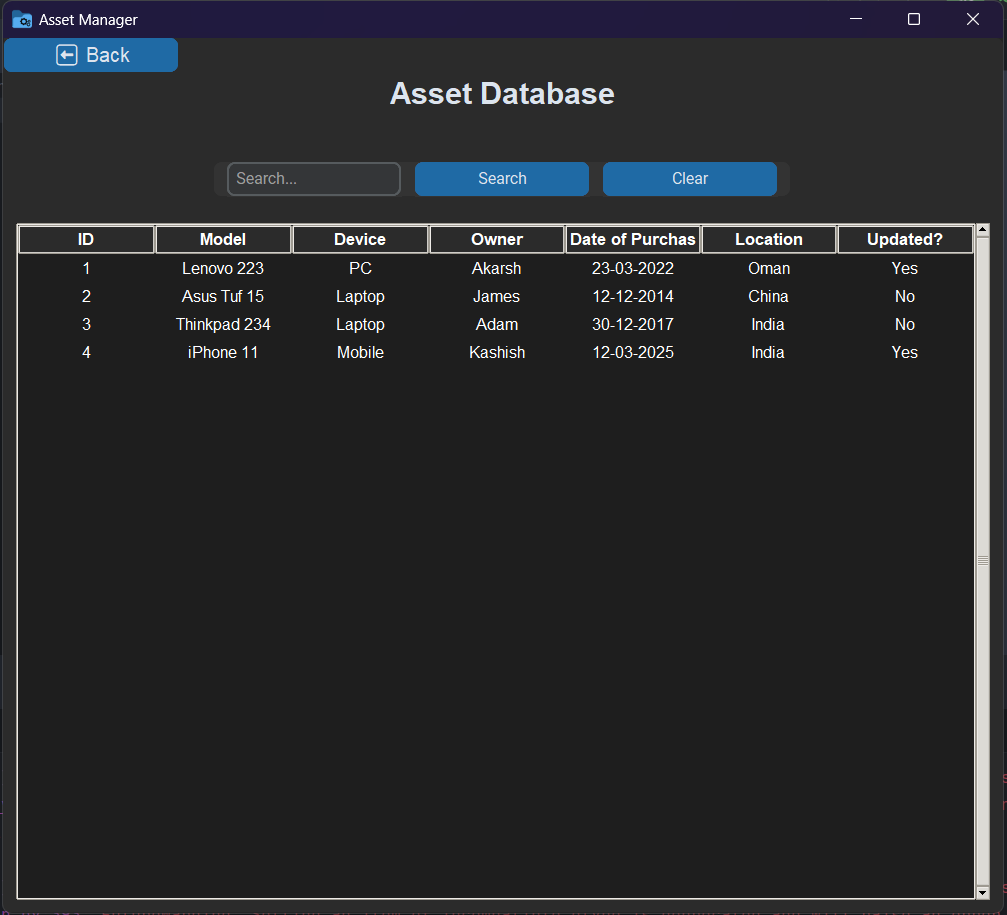 Asset Manager
Back
Asset Database
Search... Search Clear
ID Model Device Owner Date of Purchas Location Updated?
1 Lenovo 223 PC Akarsh 23-03-2022 Oman Yes
2 Asus Tuf 15 Laptop James 12-12-2014 China No
3 Thinkpad 234 Laptop Adam 30-12-2017 India No
4 iPhone 11 Mobile Kashish 12-03-2025 India Yes